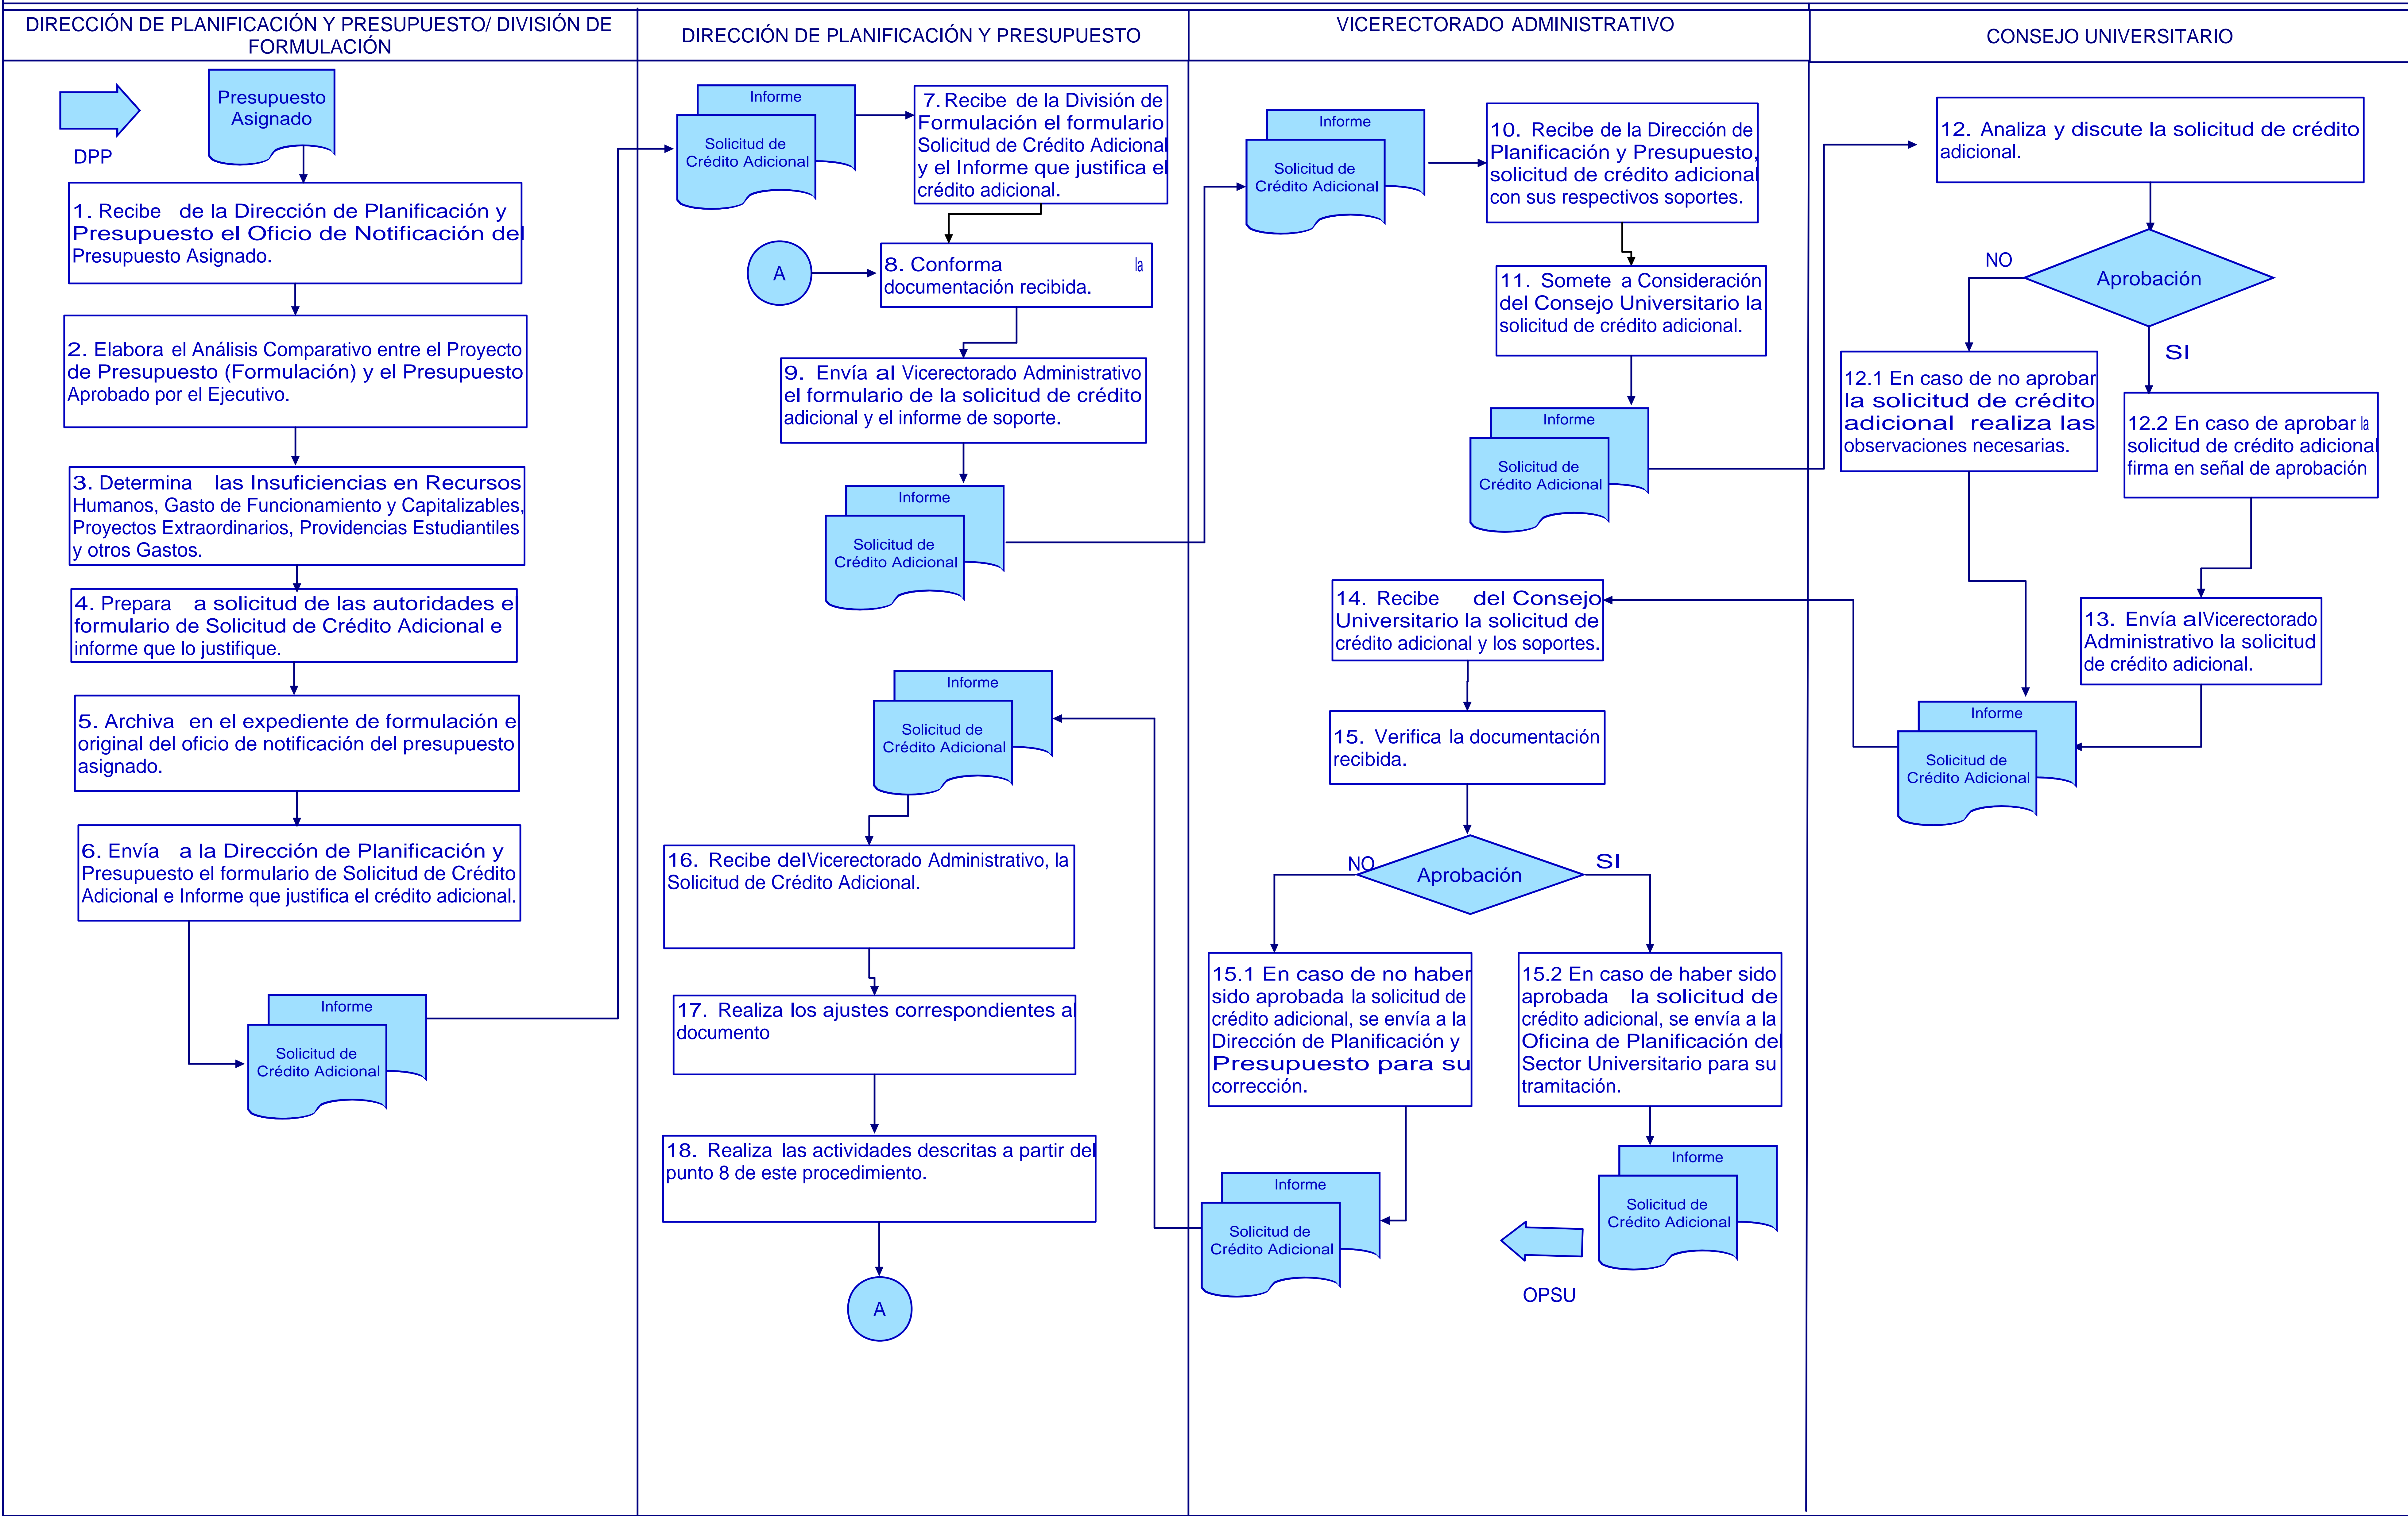 DIRECCIÓN DE PLANIFICACIÓN Y PRESUPUESTO/ DIVISIÓN DE
FORMULACIÓN
DPP
Presupuesto
Asignado
1. Recibe de la Dirección de Planificación y
Presupuesto el Oficio de Notificación del
Presupuesto Asignado.
2. Elabora el Análisis Comparativo entre el Proyecto
de Presupuesto (Formulación) y el Presupuesto
Aprobado por el Ejecutivo.
3. Determina las Insuficiencias en Recursos
Humanos, Gasto de Funcionamiento y Capitalizables,
Proyectos Extraordinarios, Providencias Estudiantiles
y otros Gastos.
4. Prepara a solicitud de las autoridades el
formulario de Solicitud de Crédito Adicional e
informe que lo justifique.
5. Archiva en el expediente de formulación el
original del oficio de notificación del presupuesto
asignado.
6. Envía a la Dirección de Planificación y
Presupuesto el formulario de Solicitud de Crédito
Adicional e Informe que justifica el crédito adicional.
Informe
Solicitud de
Crédito Adicional
DIRECCIÓN DE PLANIFICACIÓN Y PRESUPUESTO
Informe
Solicitud de
Crédito Adicional
7. Recibe de la División de
Formulación el formulario
Solicitud de Crédito Adicional
y el Informe que justifica el
crédito adicional.
A
8. Conforma la
documentación recibida.
9. Envía al Vicerectorado Administrativo
el formulario de la solicitud de crédito
adicional y el informe de soporte.
Informe
Solicitud de
Crédito Adicional
Informe
Solicitud de
Crédito Adicional
16. Recibe del Vicerectorado Administrativo, la
Solicitud de Crédito Adicional.
17. Realiza los ajustes correspondientes al
documento
18. Realiza las actividades descritas a partir del
punto 8 de este procedimiento.
A
VICERECTORADO ADMINISTRATIVO
Informe
Solicitud de
Crédito Adicional
10. Recibe de la Dirección de
Planificación y Presupuesto,
solicitud de crédito adicional
con sus respectivos soportes.
11. Somete a Consideración
del Consejo Universitario la
solicitud de crédito adicional.
Informe
Solicitud de
Crédito Adicional
14. Recibe del Consejo
Universitario la solicitud de
crédito adicional y los soportes.
15. Verifica la documentación
recibida.
NO
Aprobación
SI
15.1 En caso de no haber
sido aprobada la solicitud de
crédito adicional, se envía a la
Dirección de Planificación y
Presupuesto para su
corrección.
15.2 En caso de haber sido
aprobada la solicitud de
crédito adicional, se envía a la
Oficina de Planificación del
Sector Universitario para su
tramitación.
Informe
Solicitud de
Crédito Adicional
Informe
Solicitud de
Crédito Adicional
OPSU
CONSEJO UNIVERSITARIO
12. Analiza y discute la solicitud de crédito
adicional.
NO
Aprobación
SI
12.1 En caso de no aprobar
la solicitud de crédito
adicional realiza las
observaciones necesarias.
12.2 En caso de aprobar la
solicitud de crédito adicional
firma en señal de aprobación
13. Envía al Vicerectorado
Administrativo la solicitud
de crédito adicional.
Informe
Solicitud de
Crédito Adicional